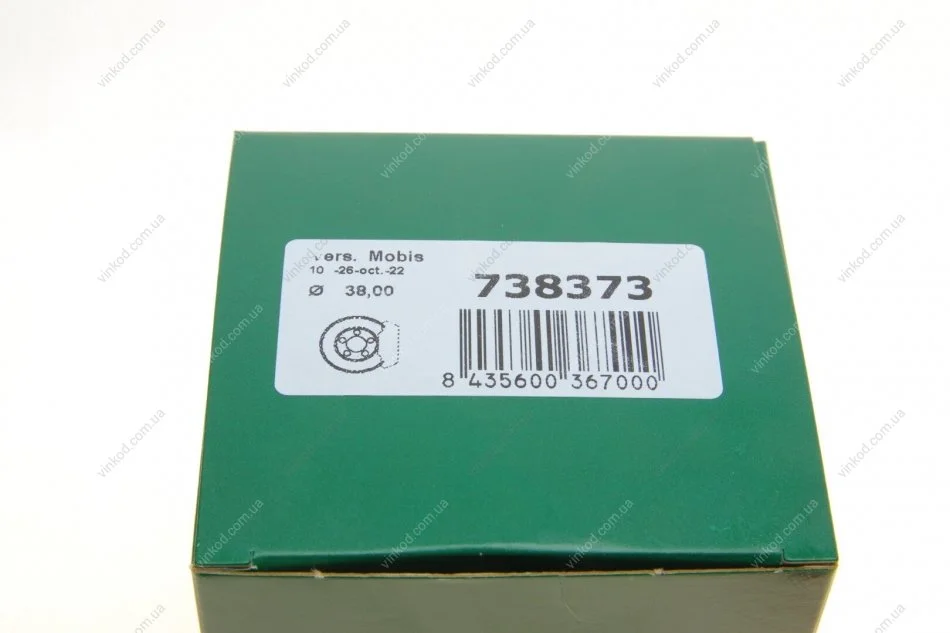 Vers. Mobis
10 -26-oct.-22
Ø 38,00
738373
8 435600 367000
vinkod.com.ua